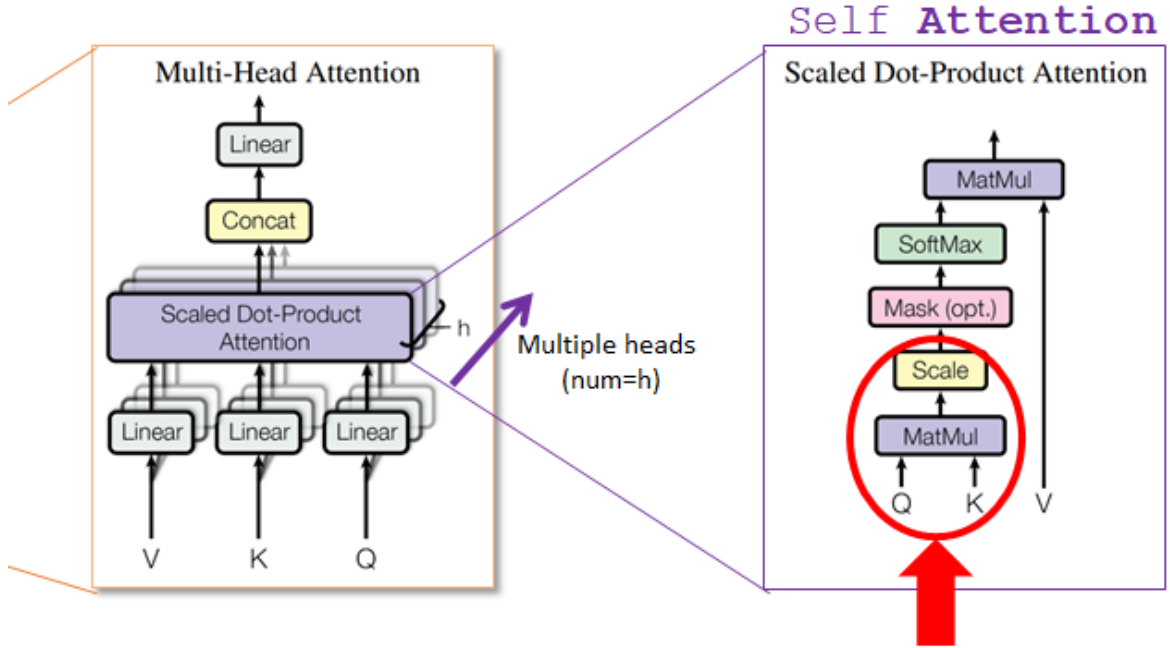 Self Attention
Multi-Head Attention
Linear
Concat
Scaled Dot-Product
Attention
h
Linear
Linear
Linear
V
K
Q
Multiple heads
(num=h)
Scaled Dot-Product Attention
MatMul
SoftMax
Mask (opt.)
Scale
MatMul
Q
K
V